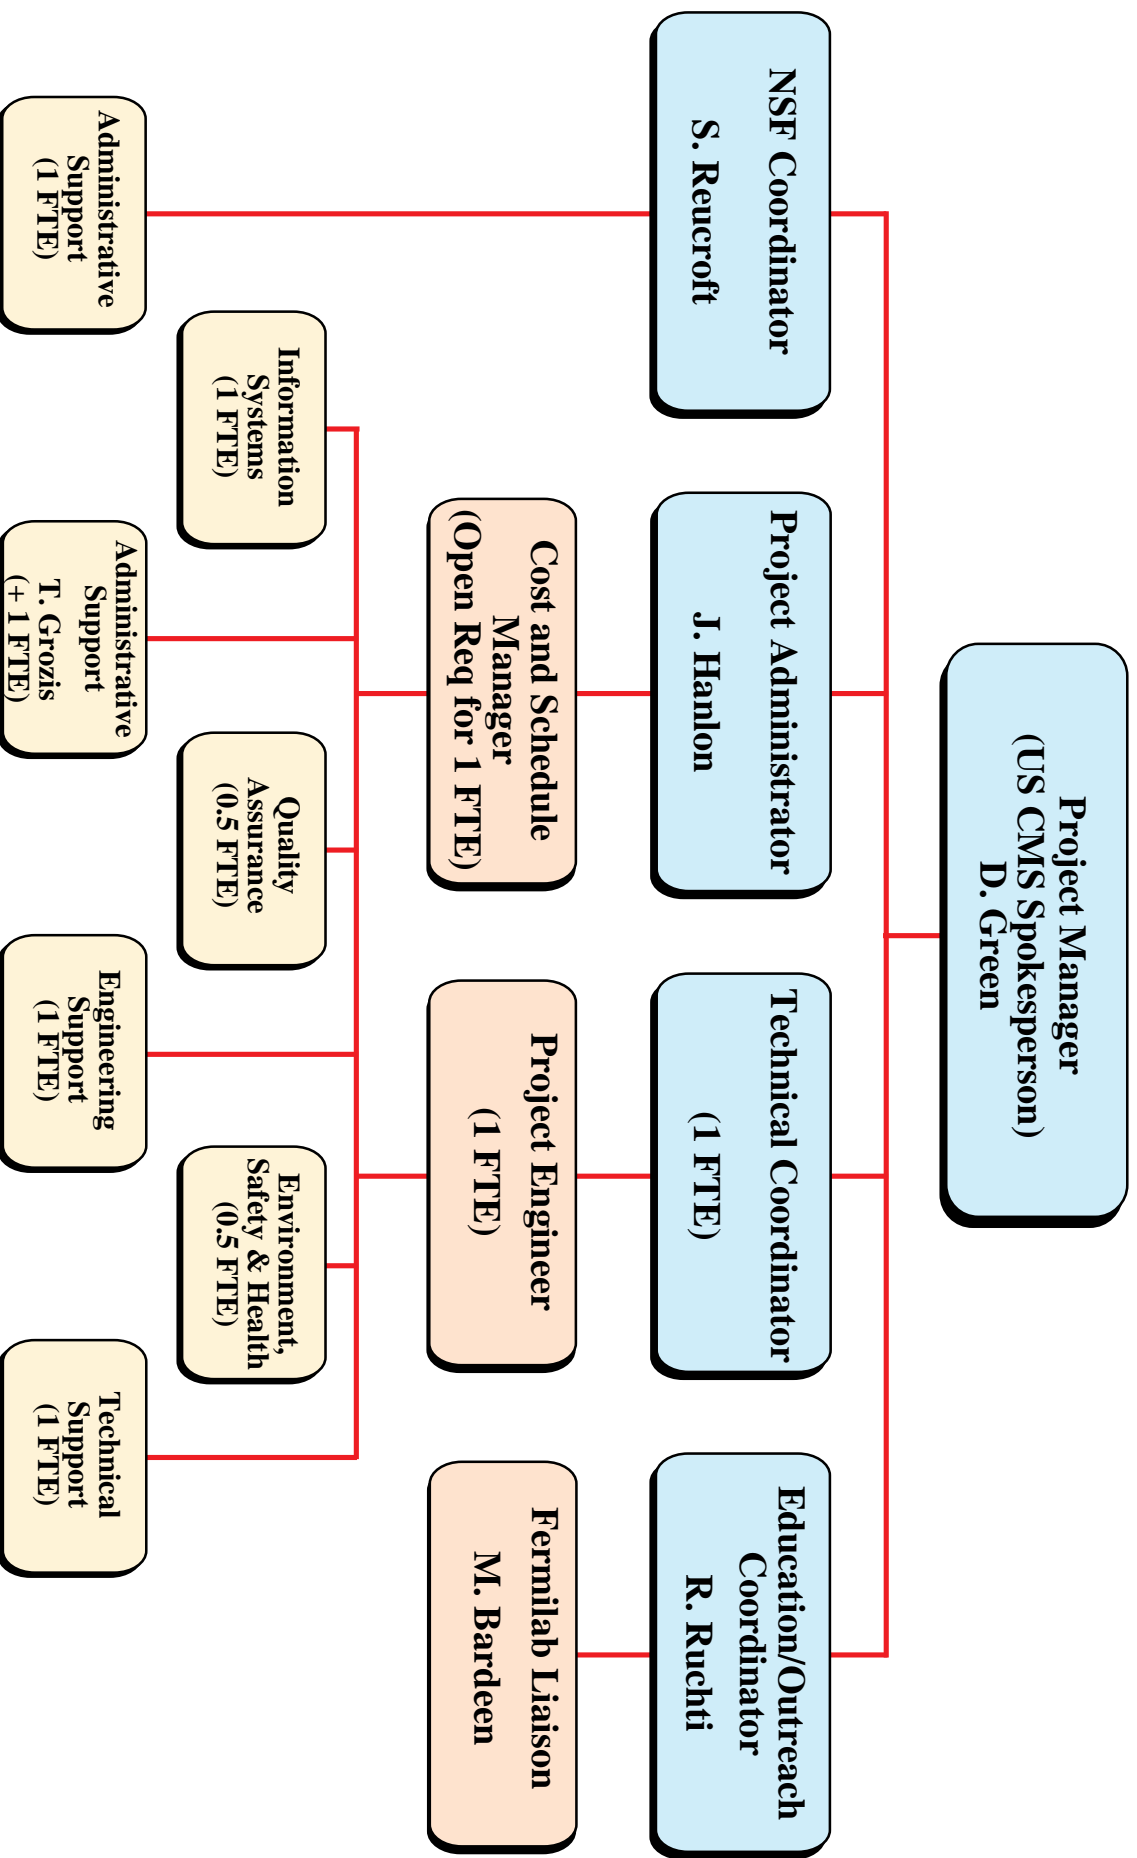 Project Manager
(US CMS Spokesperson)
D. Green
NSF Coordinator
S. Reucroft
Project Administrator
J. Hanlon
Technical Coordinator
(1 FTE)
Education/Outreach
Coordinator
R. Ruchti
Cost and Schedule
Manager
(Open Req for 1 FTE)
Project Engineer
(1 FTE)
Fermilab Liaison
M. Bardeen
Information
Systems
(1 FTE)
Quality
Assurance
(0.5 FTE)
Environment,
Safety & Health
(0.5 FTE)
Administrative
Support
(1 FTE)
Administrative
Support
T. Grozis
(+ 1 FTE)
Engineering
Support
(1 FTE)
Technical
Support
(1 FTE)